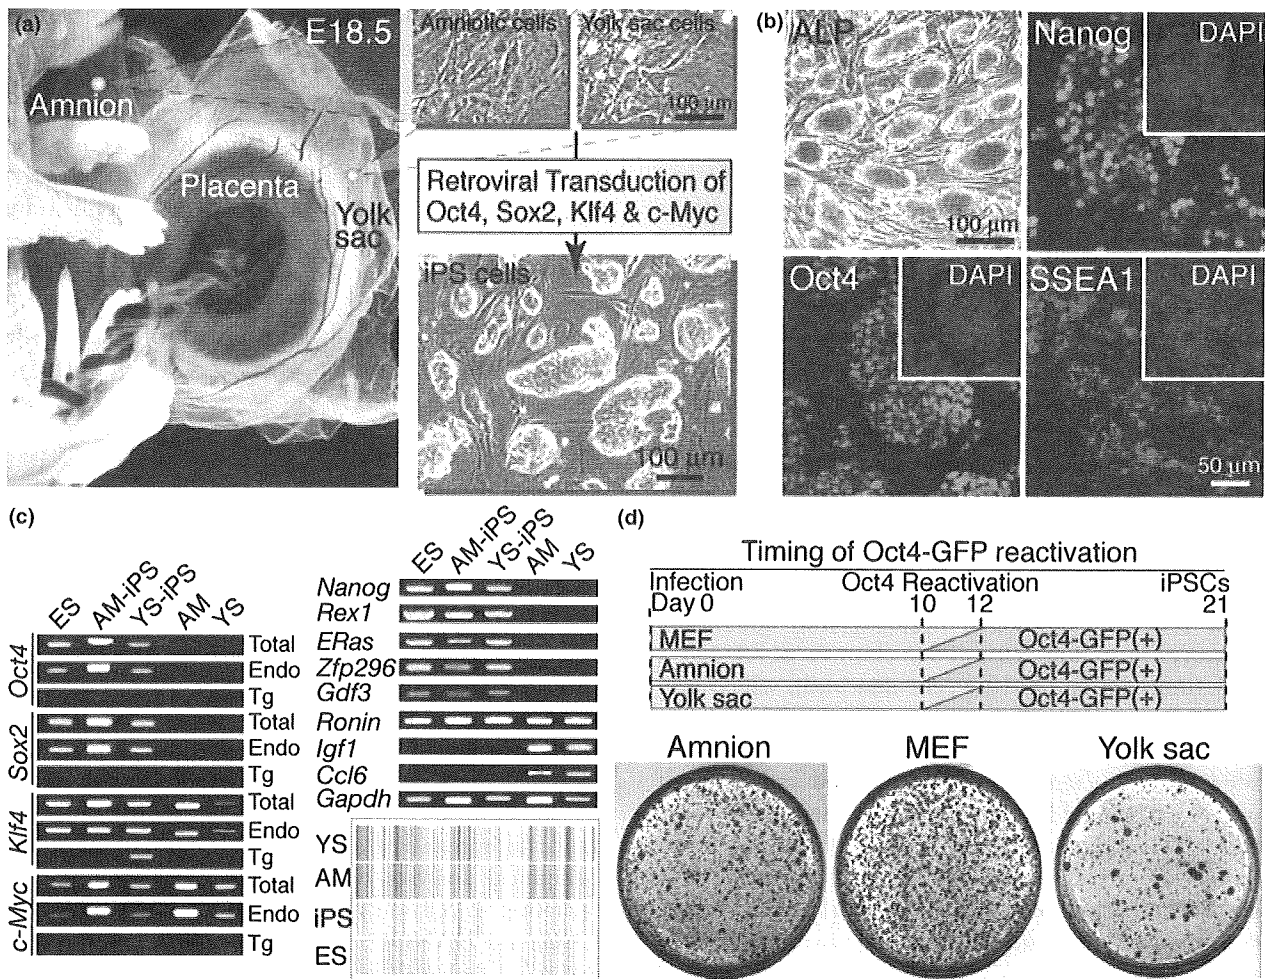 (a)
E18.5
Amnion
Placenta
Yolk
sac
Amniotic cells
Yolk sac cells
100 μm
Retroviral Transduction of
Oct4, Sox2, Klf4 & c-Myc
iPS cells
100 μm
(b)
ALP
100 μm
Nanog
DAPI
Oct4
DAPI
SSEA1
DAPI
50 μm
(c)
ES AM-iPS YS-iPS AM YS
Oct4
Total
Endo
Tg
Sox2
Total
Endo
Tg
Klf4
Total
Endo
Tg
c-Myc
Total
Endo
Tg
ES AM-iPS YS-iPS AM YS
Nanog
Rex1
ERas
Zfp296
Gdf3
Ronin
Igf1
Ccl6
Gapdh
YS
AM
iPS
ES
(d)
Timing of Oct4-GFP reactivation
Infection Oct4 Reactivation iPSCs
Day 0 10 12 21
MEF Oct4-GFP(+)
Amnion Oct4-GFP(+)
Yolk sac Oct4-GFP(+)
Amnion MEF Yolk sac